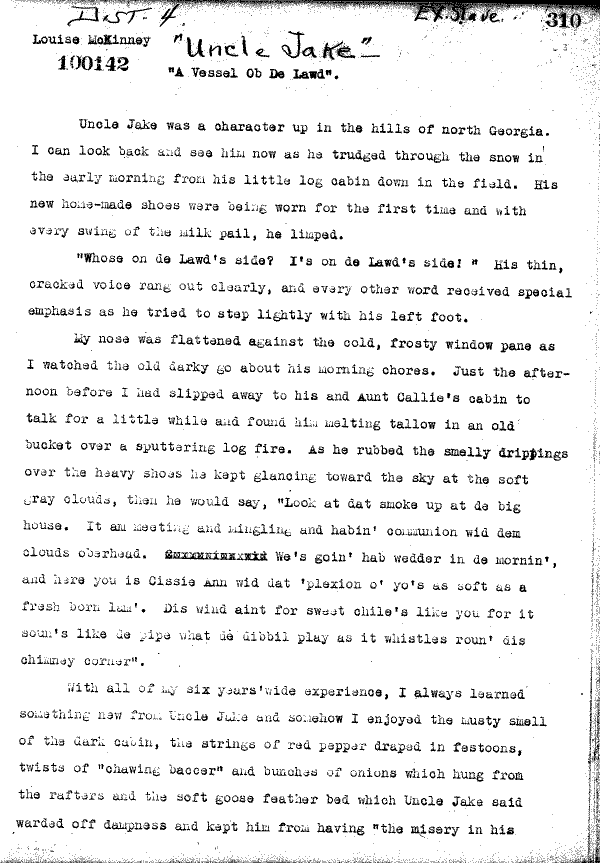 Dist. 4.
Ex Slave.
310
Louise McKinney
"Uncle Jake"
100142
"A Vessel Ob De Lawd".
Uncle Jake was a character up in the hills of north Georgia.
I can look back and see him now as he trudged through the snow in
the early morning from his little log cabin down in the field. His
new home-made shoes were being worn for the first time and with
every swing of the milk pail, he limped.
"Whose on de Lawd's side? I's on de Lawd's side! " His thin,
cracked voice rang out clearly, and every other word received special
emphasis as he tried to step lightly with his left foot.
My nose was flattened against the cold, frosty window pane as
I watched the old darky go about his morning chores. Just the after-
noon before I had slipped away to his and Aunt Callie's cabin to
talk for a little while and found him melting tallow in an old
bucket over a sputtering log fire. As he rubbed the smelly drippings
over the heavy shoes he kept glancing toward the sky at the soft
gray clouds, then he would say, "Look at dat smoke up at de big
house. It am meeting and mingling and habin' communion wid dem
clouds oberhead. We's goin' hab wedder in de mornin',
and here you is Cissie Ann wid dat 'plexion o' yo's as soft as a
fresh born lam'. Dis wind aint for sweet chile's like you for it
soun's like de pipe what de dibbil play as it whistles roun' dis
chimney corner".
With all of my six years'wide experience, I always learned
something new from Uncle Jake and somehow I enjoyed the musty smell
of the dark cabin, the strings of red pepper draped in festoons,
twists of "chawing baccer" and bunches of onions which hung from
the rafters and the soft goose feather bed which Uncle Jake said
warded off dampness and kept him from having "the misery in his